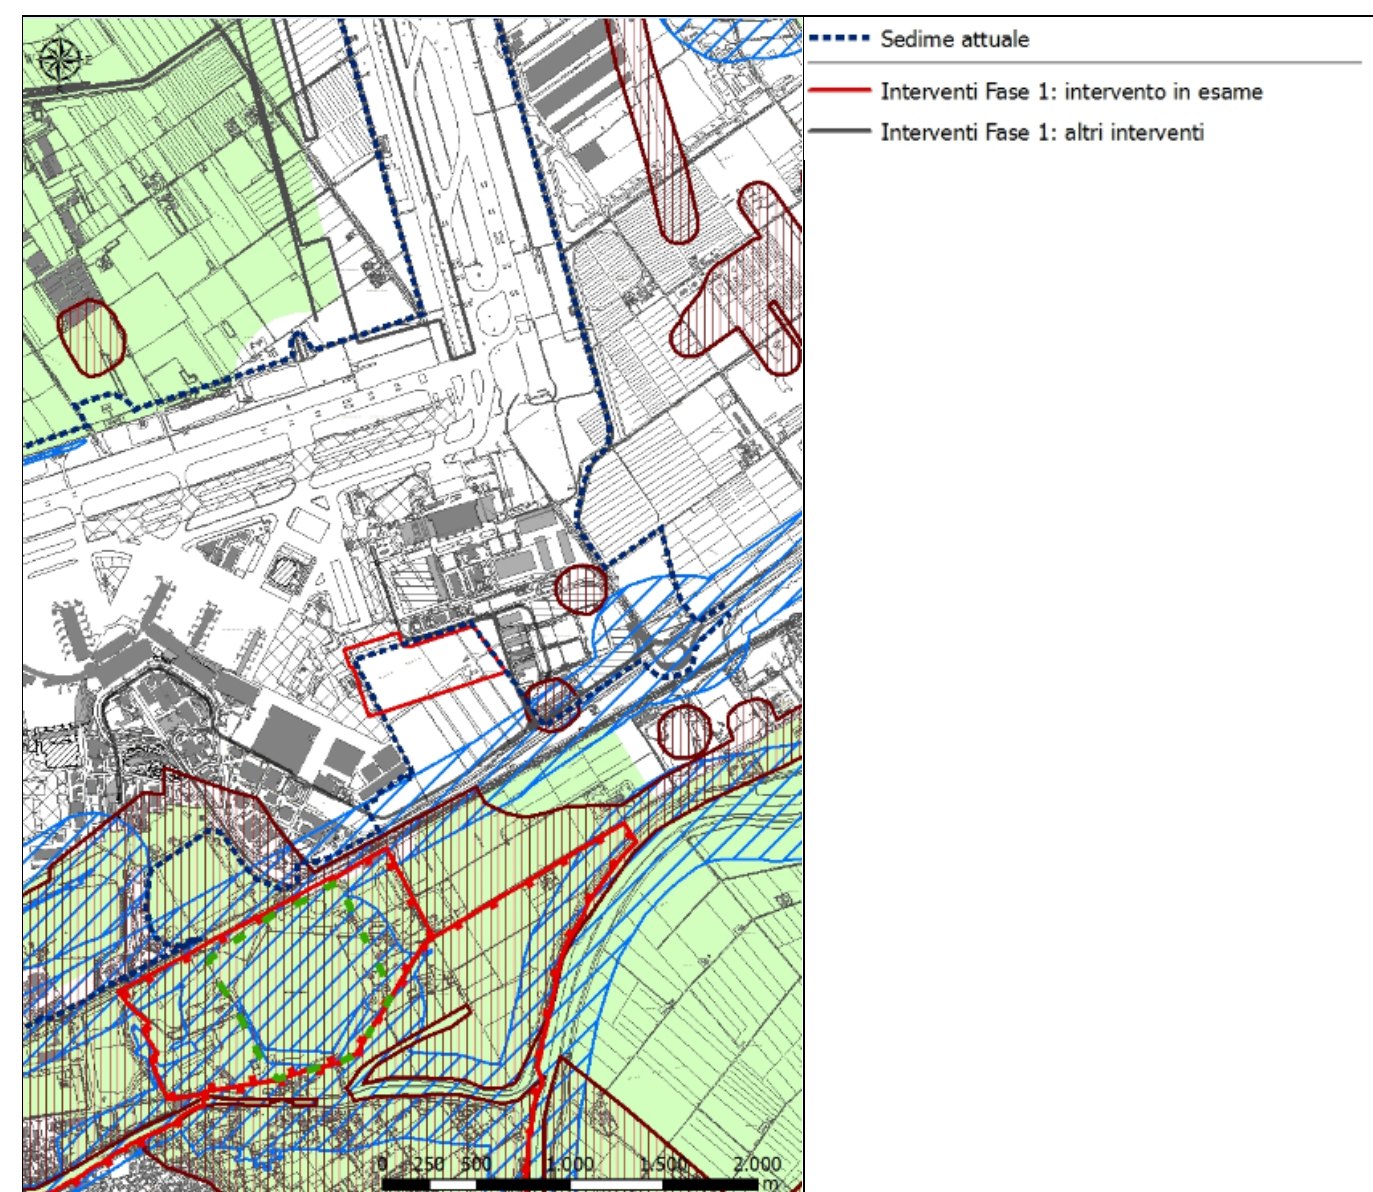 Sedime attuale
Interventi Fase 1: intervento in esame
Interventi Fase 1: altri interventi
0 250 500 1.000 1.500 2.000
m